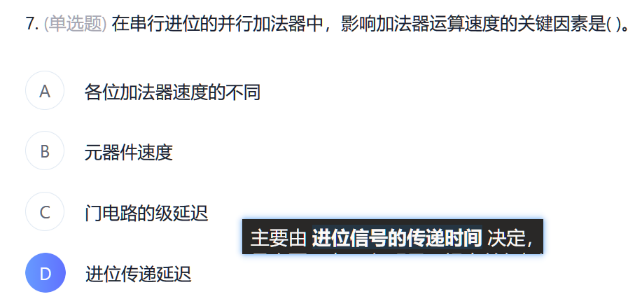 7. (单选题) 在串行进位的并行加法器中，影响加法器运算速度的关键因素是( )。
A 各位加法器速度的不同
B 元器件速度
C 门电路的级延迟
主要由 进位信号的传递时间 决定，
D 进位传递延迟